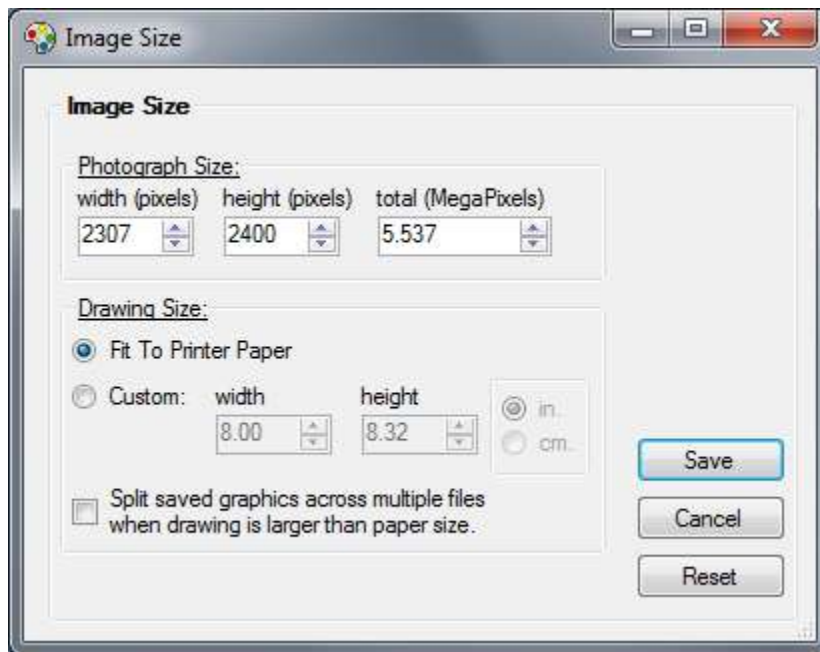 Image Size
Image Size
Photograph Size:
width (pixels) height (pixels) total (MegaPixels)
2307 2400 5.537
Drawing Size:
Fit To Printer Paper
Custom: width height
8.00 8.32
in.
cm.
Split saved graphics across multiple files
when drawing is larger than paper size.
Save
Cancel
Reset